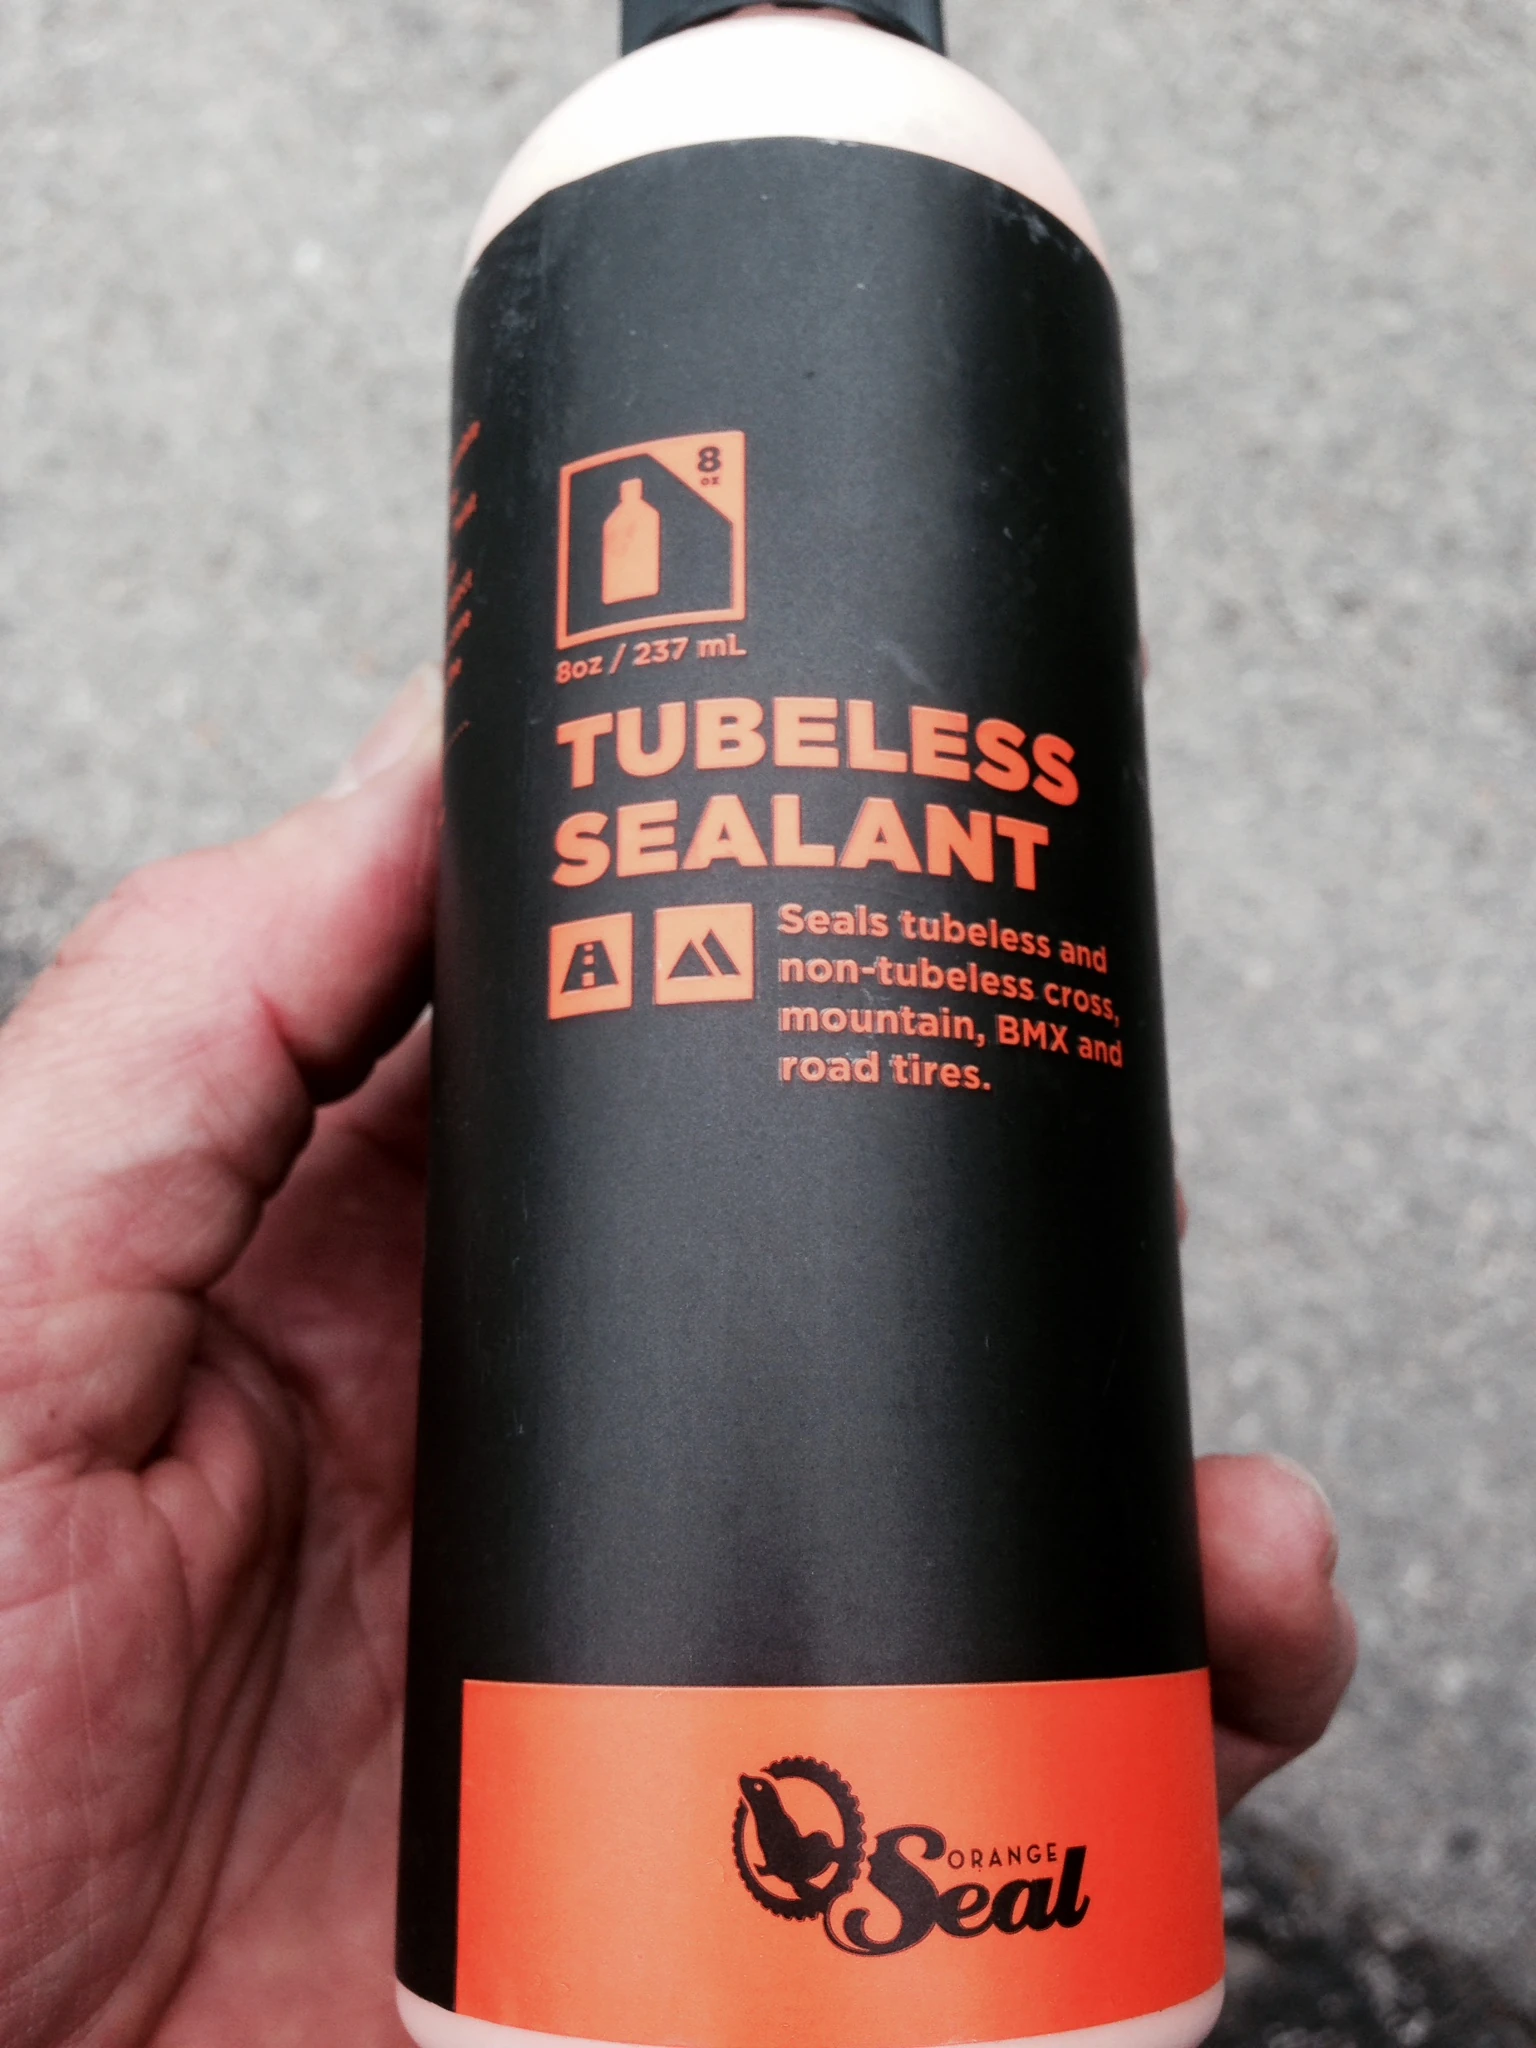 8
oz
8oz / 237 mL
TUBELESS
SEALANT
Seals tubeless and
non-tubeless cross,
mountain, BMX and
road tires.
ORANGE
Seal